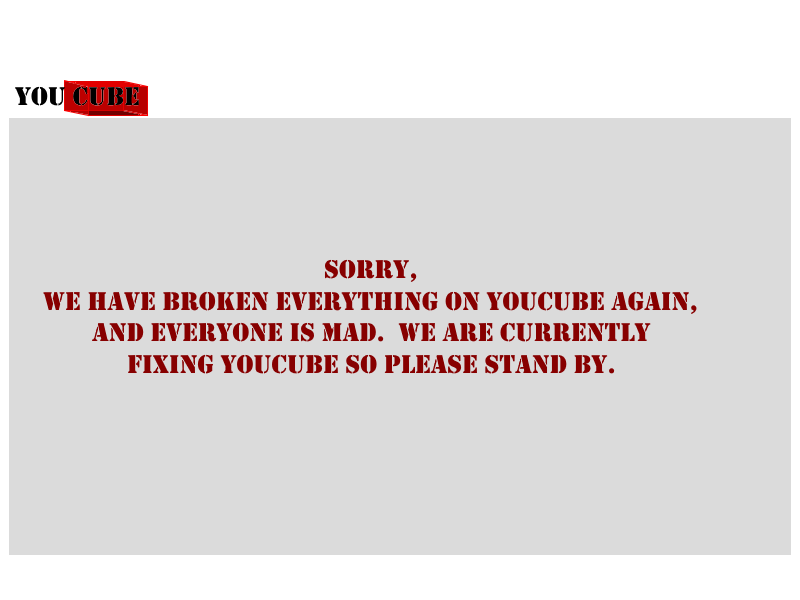 YOU CUBE
SORRY,
WE HAVE BROKEN EVERYTHING ON YOUCUBE AGAIN,
AND EVERYONE IS MAD.  WE ARE CURRENTLY
FIXING YOUCUBE SO PLEASE STAND BY.